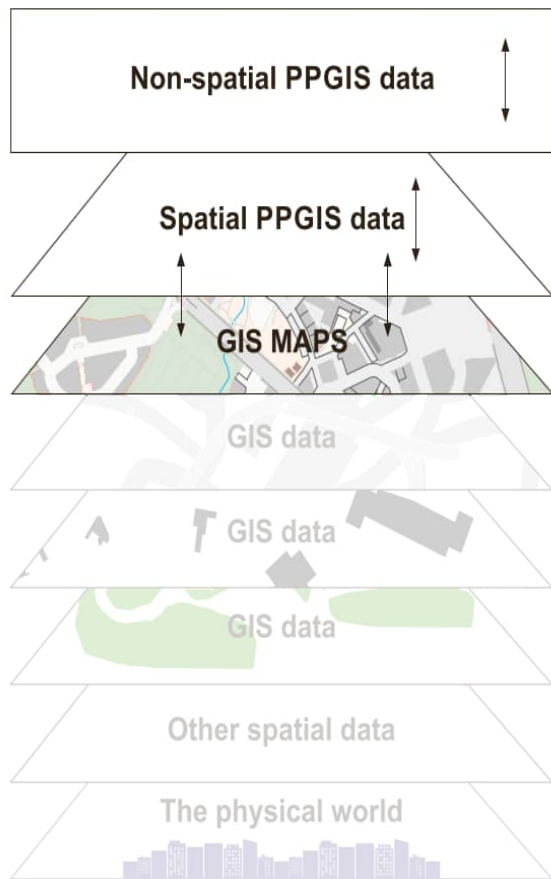 Non-spatial PPGIS data
Spatial PPGIS data
GIS MAPS
GIS data
GIS data
GIS data
Other spatial data
The physical world